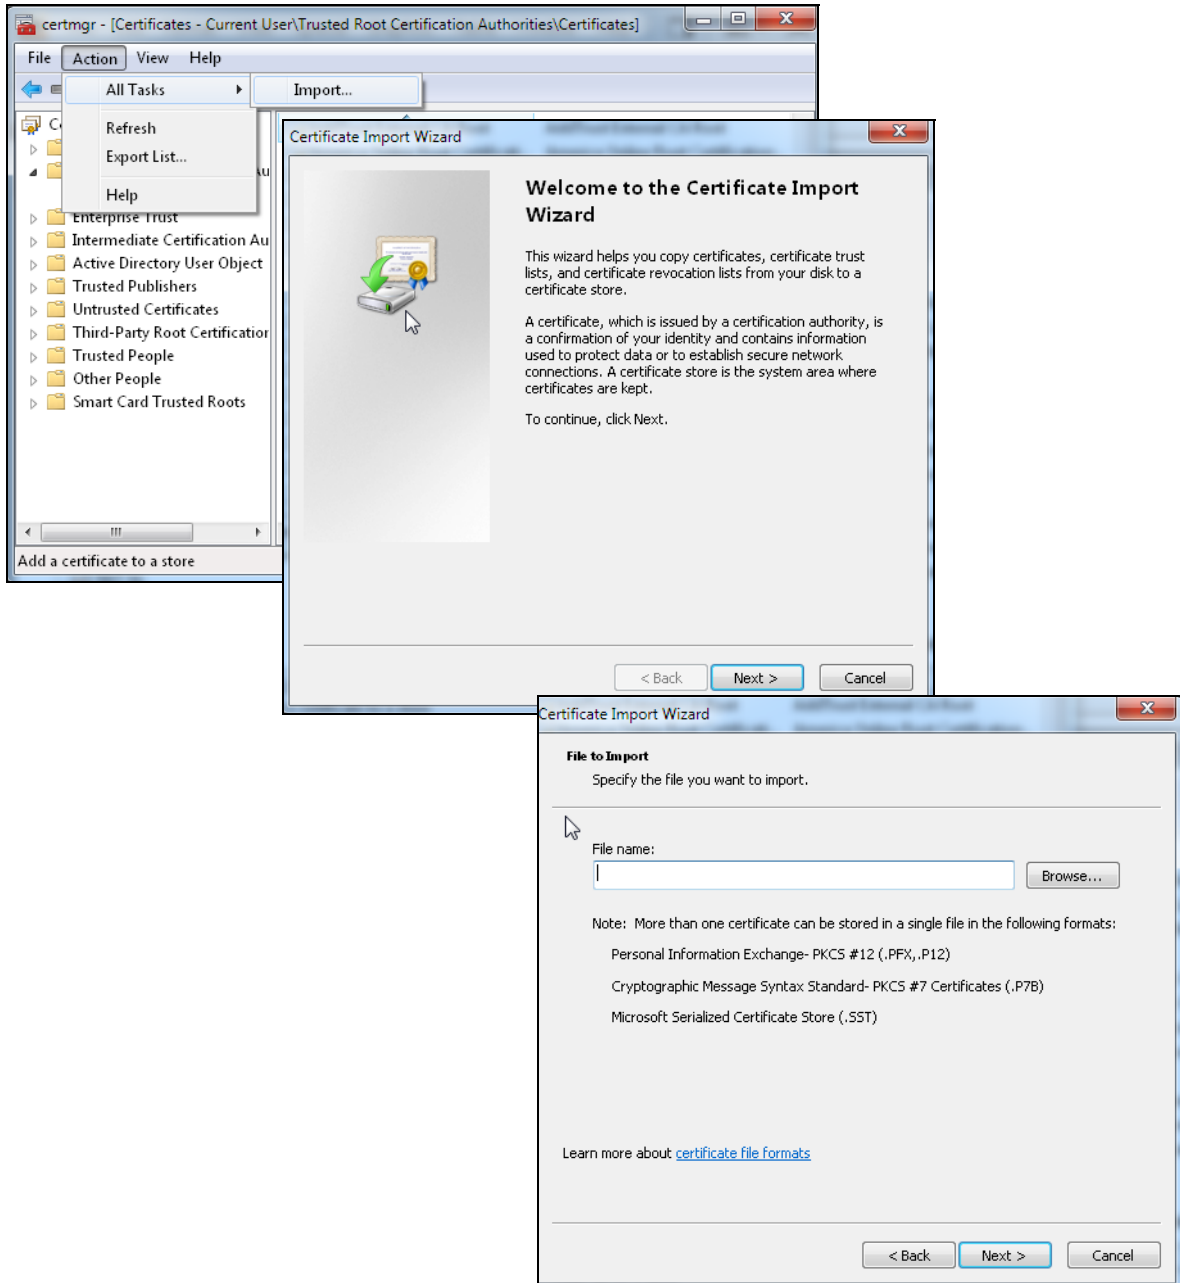 certmgr - [Certificates - Current User\Trusted Root Certification Authorities\Certificates]
File Action View Help
All Tasks
Import...
Refresh
Export List...
Help
Enterprise Trust
Intermediate Certification Au
Active Directory User Object
Trusted Publishers
Untrusted Certificates
Third-Party Root Certification
Trusted People
Other People
Smart Card Trusted Roots
Add a certificate to a store
Certificate Import Wizard
Welcome to the Certificate Import
Wizard
This wizard helps you copy certificates, certificate trust
lists, and certificate revocation lists from your disk to a
certificate store.
A certificate, which is issued by a certification authority, is
a confirmation of your identity and contains information
used to protect data or to establish secure network
connections. A certificate store is the system area where
certificates are kept.
To continue, click Next.
< Back Next > Cancel
Certificate Import Wizard
File to Import
Specify the file you want to import.
File name:
Browse...
Note: More than one certificate can be stored in a single file in the following formats:
Personal Information Exchange- PKCS #12 (.PFX,.P12)
Cryptographic Message Syntax Standard- PKCS #7 Certificates (.P7B)
Microsoft Serialized Certificate Store (.SST)
Learn more about certificate file formats
< Back Next > Cancel